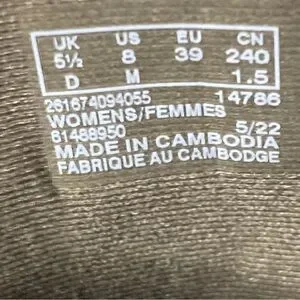 UK US EU CN
5½ 8 39 240
D M 1.5
261674094055 14786
WOMENS/FEMMES
61488950 5/22
MADE IN CAMBODIA
FABRIQUE AU CAMBODGE